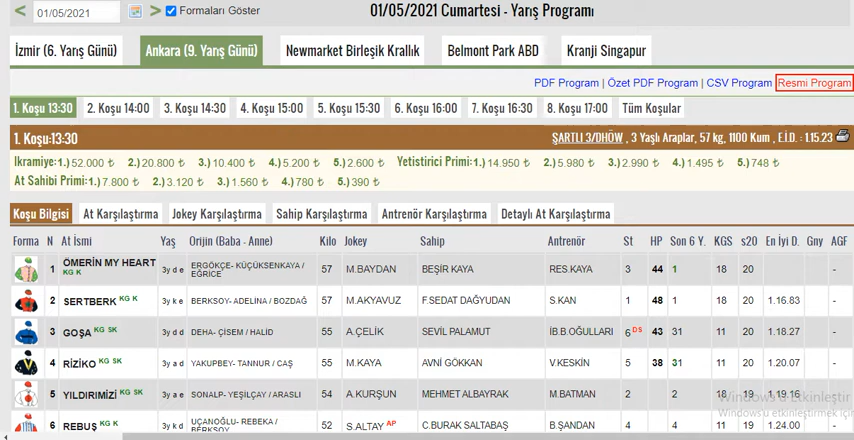 01/05/2021 Formaları Göster 01/05/2021 Cumartesi - Yarış Programı
İzmir (6. Yarış Günü) Ankara (9. Yarış Günü) Newmarket Birleşik Krallık Belmont Park ABD Kranji Singapur
PDF Program | Özet PDF Program | CSV Program Resmi Program
1. Koşu 13:30 2. Koşu 14:00 3. Koşu 14:30 4. Koşu 15:00 5. Koşu 15:30 6. Koşu 16:00 7. Koşu 16:30 8. Koşu 17:00 Tüm Koşular
1. Koşu:13:30 ŞARTLI 3/DHÖW , 3 Yaşlı Araplar, 57 kg, 1100 Kum , E.İ.D. : 1.15.23
İkramiye:1.)52.000 ₺ 2.)20.800 ₺ 3.)10.400 ₺ 4.)5.200 ₺ 5.)2.600 ₺ Yetistirici Primi:1.)14.950 ₺ 2.)5.980 ₺ 3.)2.990 ₺ 4.)1.495 ₺ 5.)748 ₺
At Sahibi Primi:1.)7.800 ₺ 2.)3.120 ₺ 3.)1.560 ₺ 4.)780 ₺ 5.)390 ₺
Koşu Bilgisi At Karşılaştırma Jokey Karşılaştırma Sahip Karşılaştırma Antrenör Karşılaştırma Detaylı At Karşılaştırma
Forma N At İsmi Yaş Orijin (Baba - Anne) Kilo Jokey Sahip Antrenör St HP Son 6 Y. KGS s20 En İyi D. Gny AGF
1 ÖMERİN MY HEART KG K 3y d e ERGÖKÇE- KÜÇÜKSENKAYA / EĞRİCE 57 M.BAYDAN BEŞİR KAYA RES.KAYA 3 44 1 18 20 -
2 SERTBERK KG K 3y k e BERKSOY- ADELINA / BOZDAĞ 57 M.AKYAVUZ F.SEDAT DAĞYUDAN S.KAN 1 48 1 18 20 1.16.83 -
3 GOŞA KG SK 3y d d DEHA- ÇİSEM / HALID 55 A.ÇELİK SEVİL PALAMUT İB.B.OĞULLARI 6 DS 43 31 11 20 1.18.27 -
4 RİZİKO KG SK 3y a d YAKUPBEY- TANNUR / CAŞ 55 M.KAYA AVNİ GÖKKAN V.KESKİN 5 38 31 11 20 1.20.07 -
5 YILDIRIMİZİ KG SK 3y a e SONALP- YEŞİLÇAY / ARASLI 54 A.KURŞUN MEHMET ALBAYRAK M.BATMAN 2 2 18 19 1.19.16 -
6 REBUŞ KG K 3y k d UÇANOĞLU- REBEKA / BERKSOY 52 S.ALTAY AP C.BURAK SALTABAŞ B.ŞANDAN 4 4 11 19 1.24.00 -
Windows'u Etkinleştir
Windows'u etkinleştirmek için